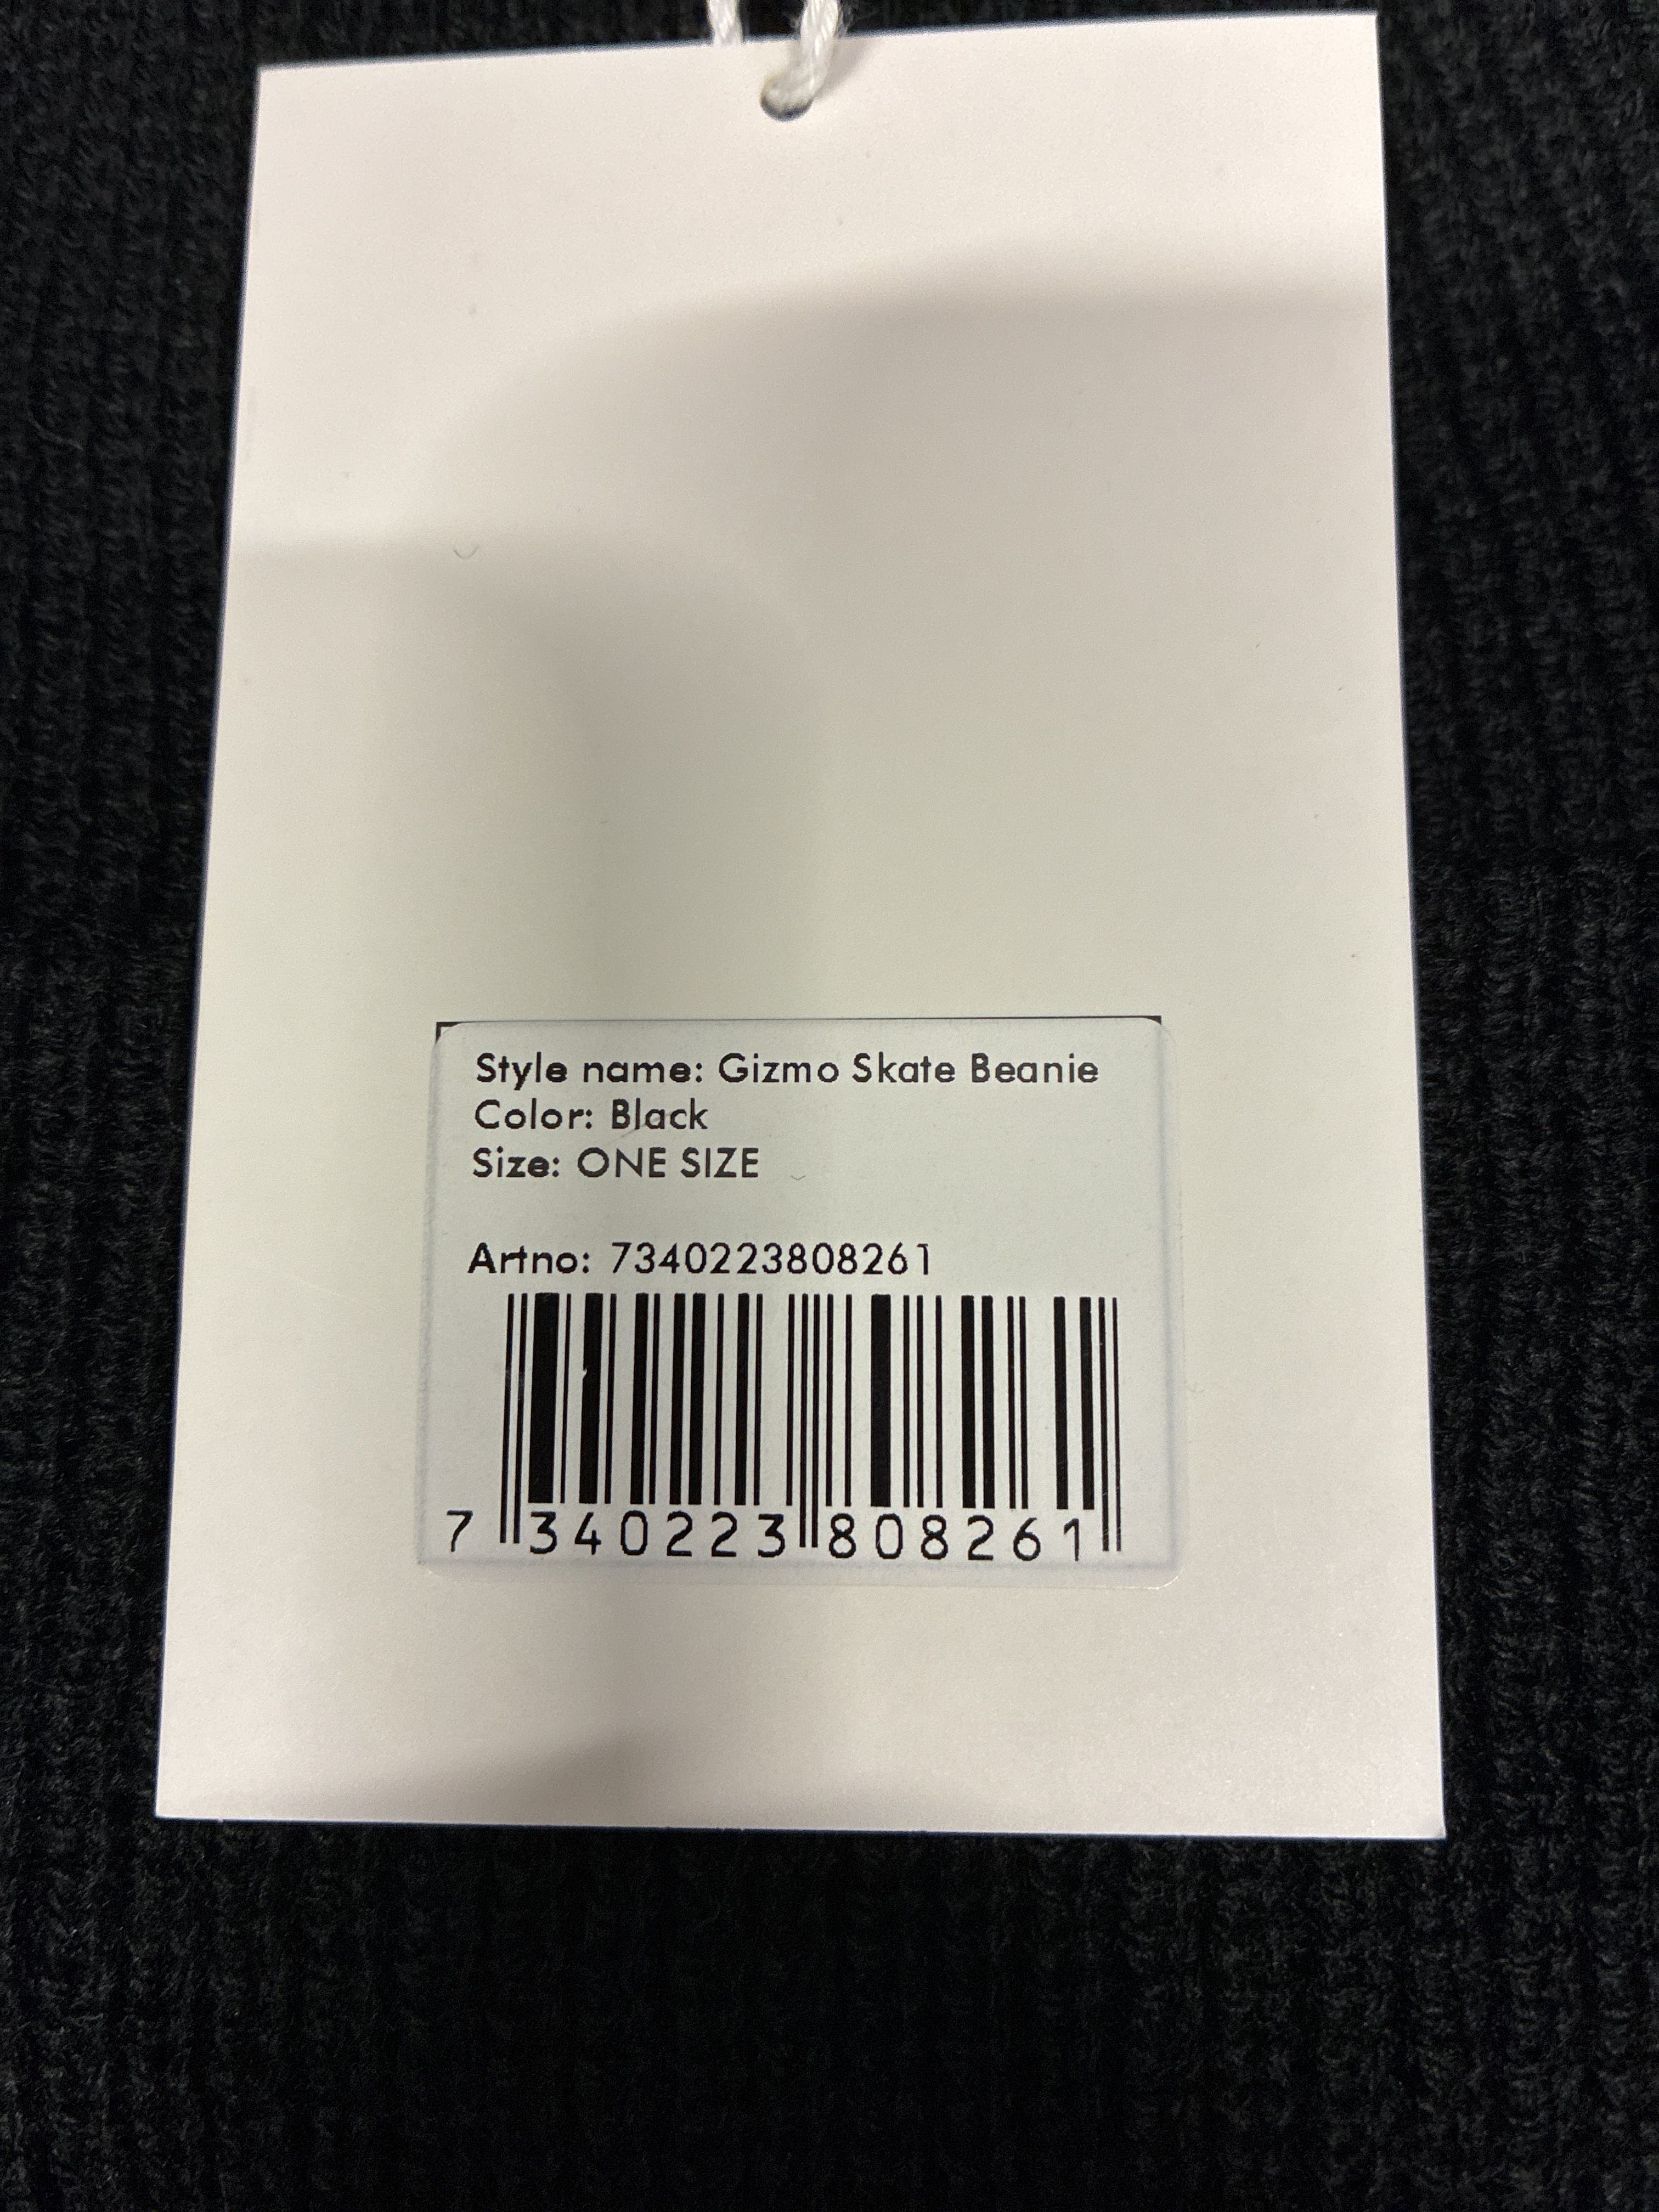 Style name: Gizmo Skate Beanie
Color: Black
Size: ONE SIZE
Artno: 7340223808261
7 340223 808261